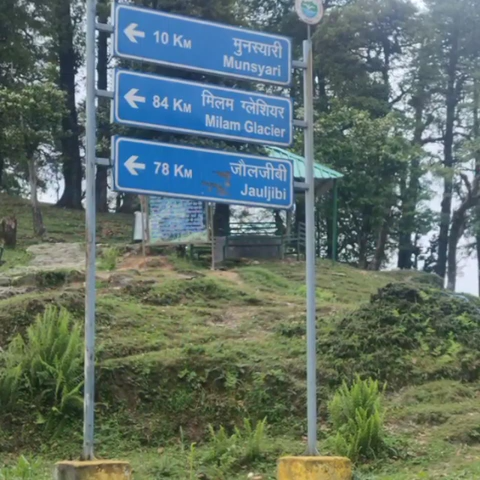 ← 10 KM मुनस्यारी
Munsyari
← 84 KM मिलम ग्लेशियर
Milam Glacier
← 78 KM जौलजीवी
Jauljibi